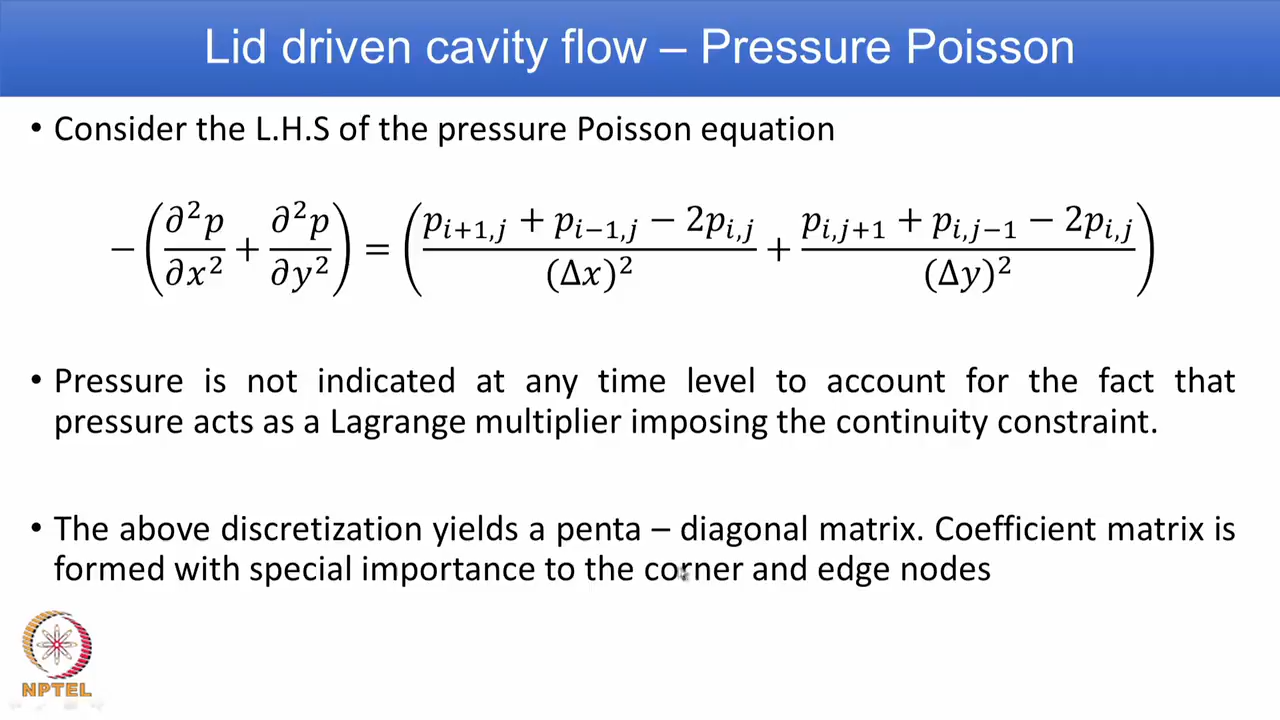 Lid driven cavity flow – Pressure Poisson
• Consider the L.H.S of the pressure Poisson equation
−(∂²p/∂x² + ∂²p/∂y²) = ((p_{i+1,j} + p_{i−1,j} − 2p_{i,j})/(Δx)² + (p_{i,j+1} + p_{i,j−1} − 2p_{i,j})/(Δy)²)
• Pressure is not indicated at any time level to account for the fact that
pressure acts as a Lagrange multiplier imposing the continuity constraint.
• The above discretization yields a penta – diagonal matrix. Coefficient matrix is
formed with special importance to the corner and edge nodes
NPTEL